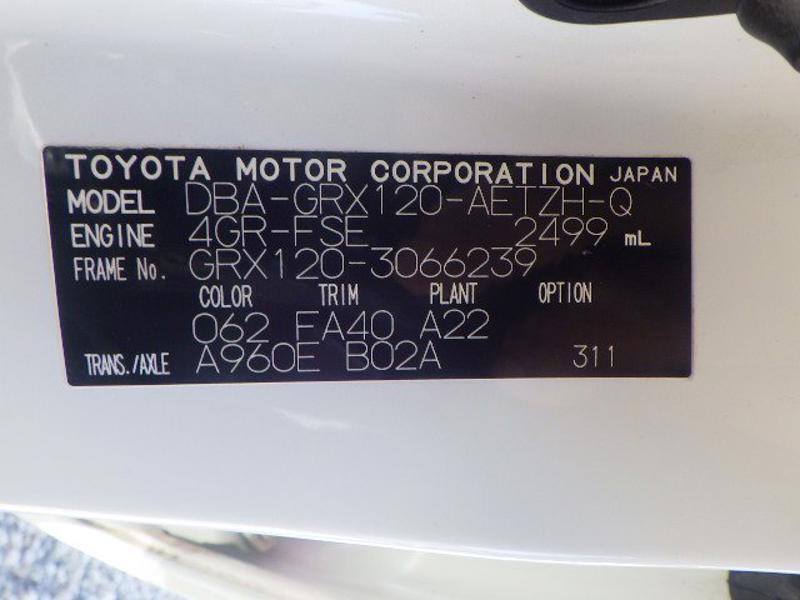 TOYOTA MOTOR CORPORATION JAPAN
MODEL DBA-GRX120-AETZH-Q
ENGINE 4GR-FSE 2499 mL
FRAME No. GRX120-3066239
COLOR TRIM PLANT OPTION
062 FA40 A22
TRANS./AXLE A960E B02A 311